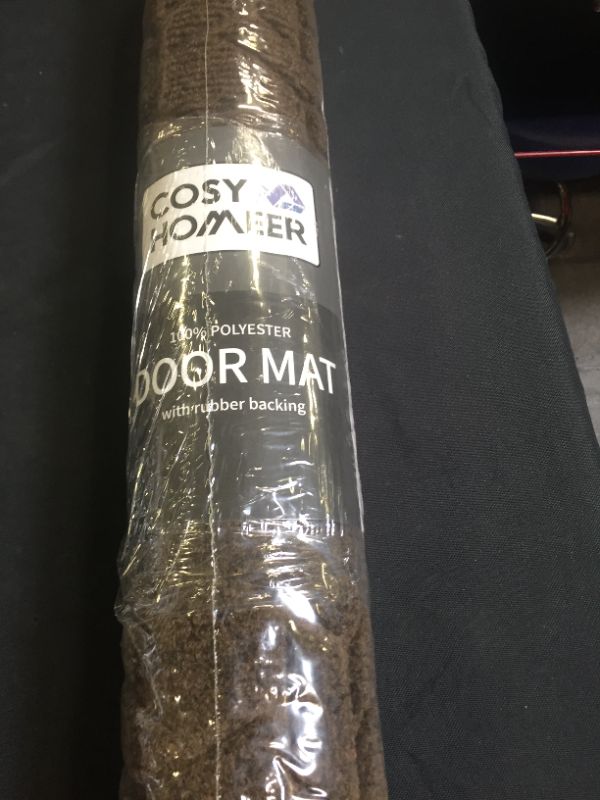 COSY
HOMEER
100% POLYESTER
DOOR MAT
with rubber backing